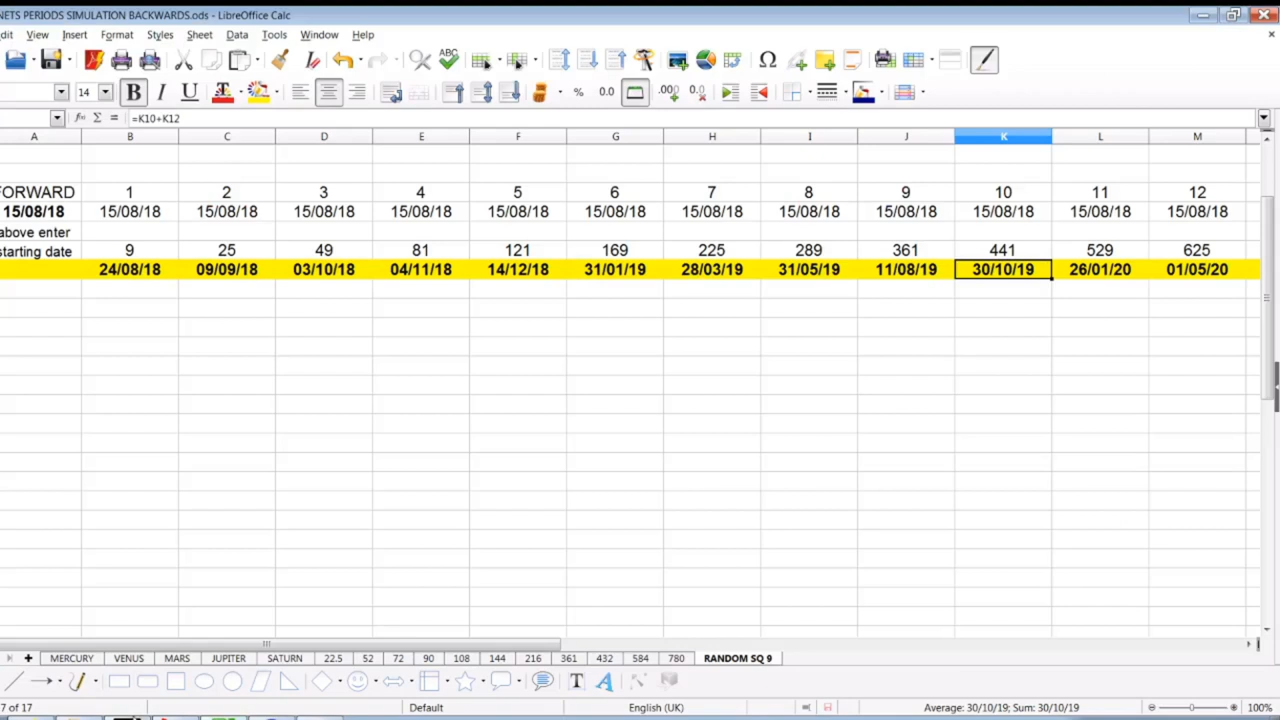 NETS PERIODS SIMULATION BACKWARDS.ods - LibreOffice Calc
dit View Insert Format Styles Sheet Data Tools Window Help
14
=K10+K12
A B C D E F G H I J K L M
FORWARD 1 2 3 4 5 6 7 8 9 10 11 12
15/08/18 15/08/18 15/08/18 15/08/18 15/08/18 15/08/18 15/08/18 15/08/18 15/08/18 15/08/18 15/08/18 15/08/18 15/08/18
above enter
starting date 9 25 49 81 121 169 225 289 361 441 529 625
24/08/18 09/09/18 03/10/18 04/11/18 14/12/18 31/01/19 28/03/19 31/05/19 11/08/19 30/10/19 26/01/20 01/05/20
MERCURY VENUS MARS JUPITER SATURN 22.5 52 72 90 108 144 216 361 432 584 780 RANDOM SQ 9
7 of 17 Default English (UK) Average: 30/10/19; Sum: 30/10/19 100%